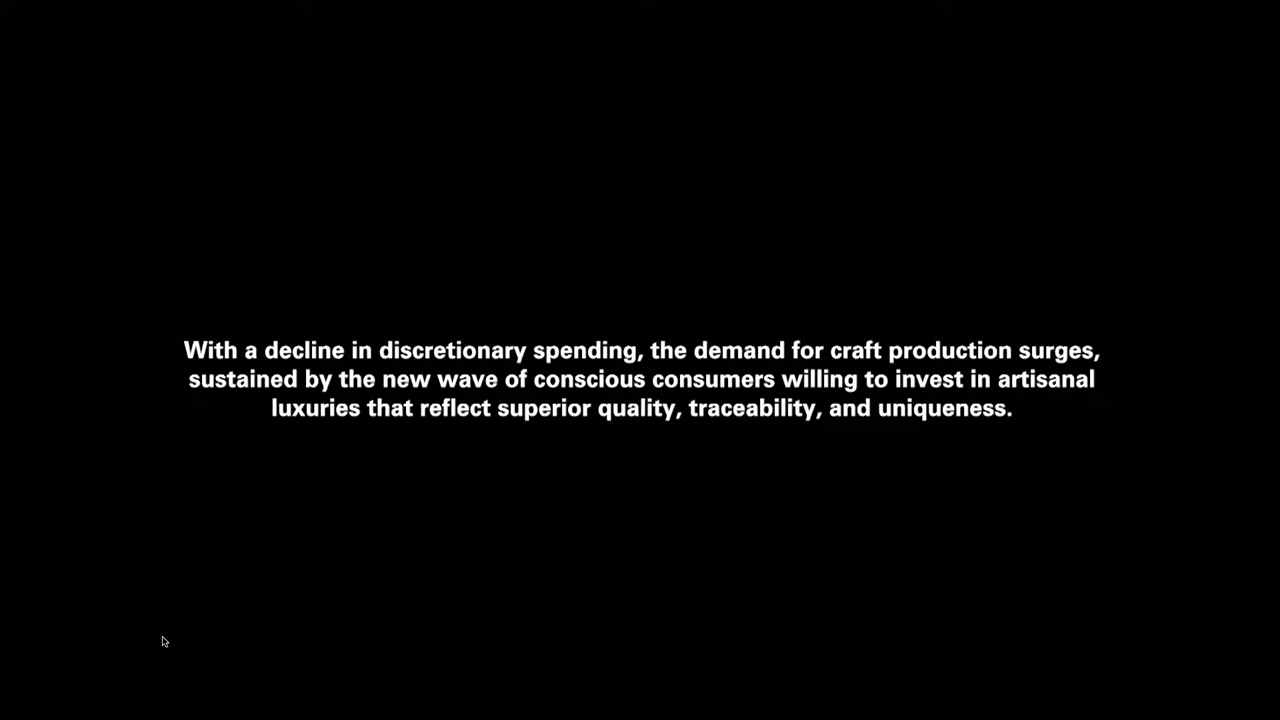 With a decline in discretionary spending, the demand for craft production surges,
sustained by the new wave of conscious consumers willing to invest in artisanal
luxuries that reflect superior quality, traceability, and uniqueness.